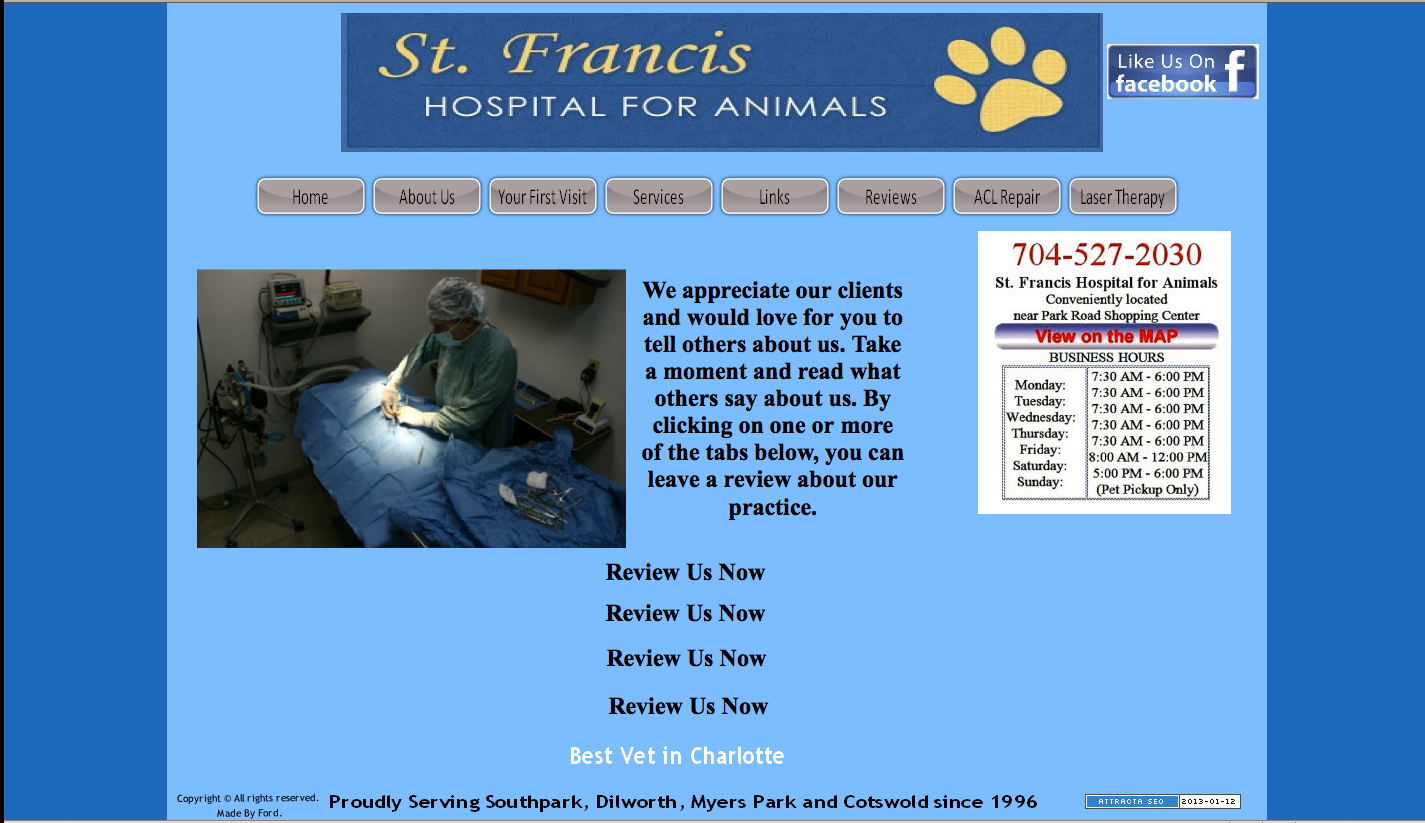 St. Francis
HOSPITAL FOR ANIMALS
Like Us On
facebook f
Home
About Us
Your First Visit
Services
Links
Reviews
ACL Repair
Laser Therapy
We appreciate our clients
and would love for you to
tell others about us. Take
a moment and read what
others say about us. By
clicking on one or more
of the tabs below, you can
leave a review about our
practice.
704-527-2030
St. Francis Hospital for Animals
Conveniently located
near Park Road Shopping Center
View on the MAP
BUSINESS HOURS
Monday:
Tuesday:
Wednesday:
Thursday:
Friday:
Saturday:
Sunday:
7:30 AM - 6:00 PM
7:30 AM - 6:00 PM
7:30 AM - 6:00 PM
7:30 AM - 6:00 PM
7:30 AM - 6:00 PM
8:00 AM - 12:00 PM
5:00 PM - 6:00 PM
(Pet Pickup Only)
Review Us Now
Review Us Now
Review Us Now
Review Us Now
Best Vet in Charlotte
Copyright © All rights reserved.
Made By Ford.
Proudly Serving Southpark, Dilworth, Myers Park and Cotswold since 1996
ATTRACTA SEO 2013-01-12